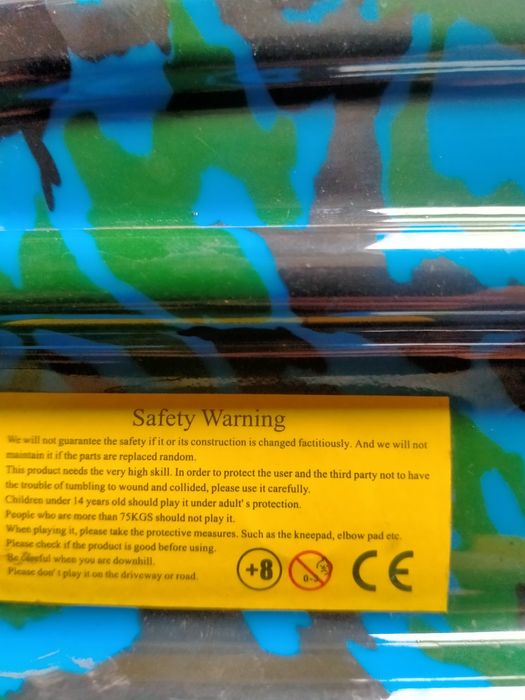 Safety Warning
We will not guarantee the safety if it or its construction is changed factitiously. And we will not
maintain it if the parts are replaced random.
This product needs the very high skill. In order to protect the user and the third party not to have
the trouble of tumbling to wound and collided, please use it carefully.
Children under 14 years old should play it under adult's protection.
People who are more than 75KGS should not play it.
When playing it, please take the protective measures. Such as the kneepad, elbow pad etc.
Please check if the product is good before using.
Be careful when you are downhill.
Please don't play it on the driveway or road.
+8 0-3 CE